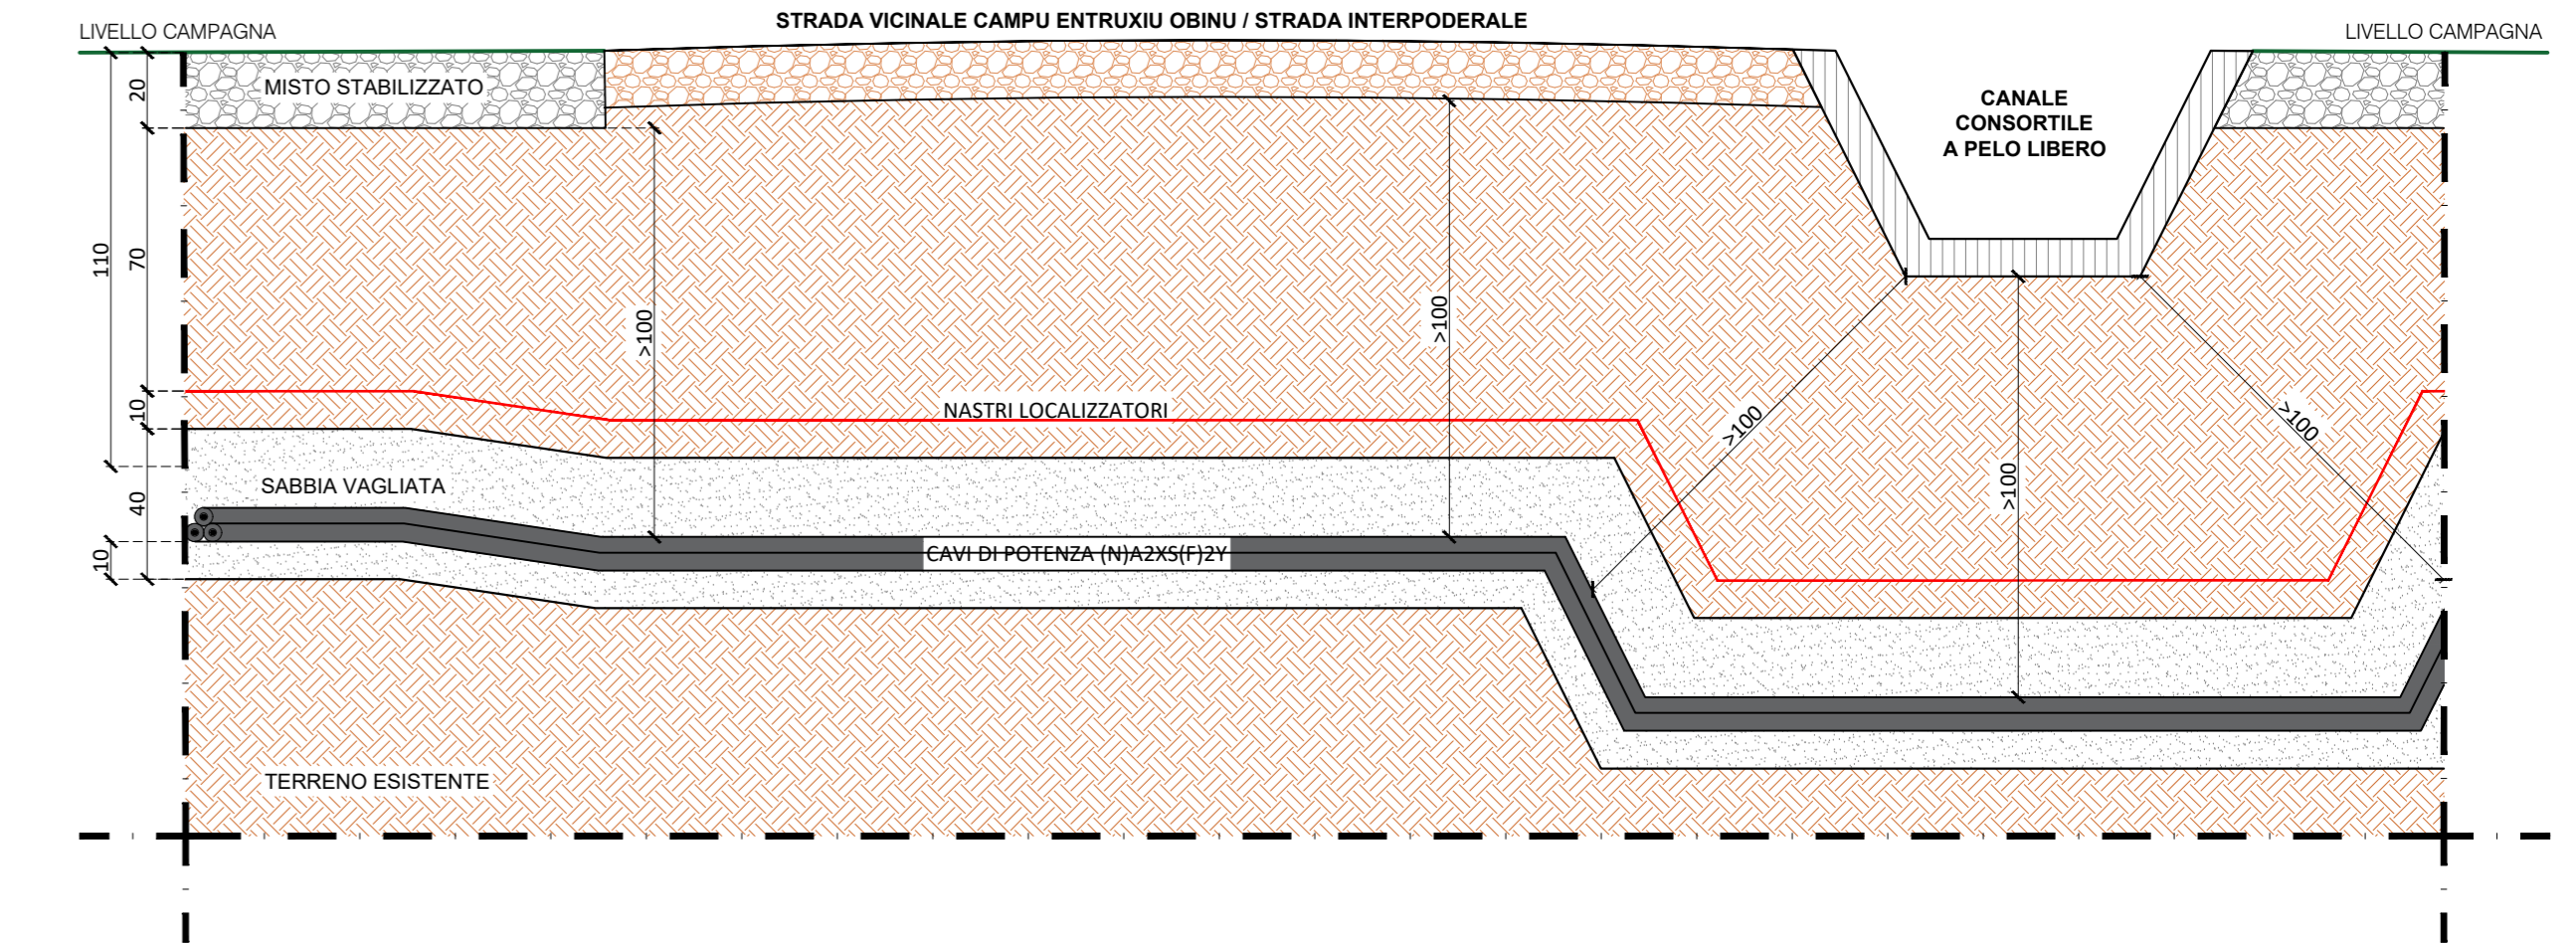 STRADA VICINALE CAMPU ENTRUXIU OBINU / STRADA INTERPODERALE
LIVELLO CAMPAGNA
LIVELLO CAMPAGNA
20
MISTO STABILIZZATO
CANALE
CONSORTILE
A PELO LIBERO
110
70
>100
>100
10
NASTRI LOCALIZZATORI
>100
>100
>100
SABBIA VAGLIATA
40
10
CAVI DI POTENZA (N)A2XS(F)2Y
TERRENO ESISTENTE